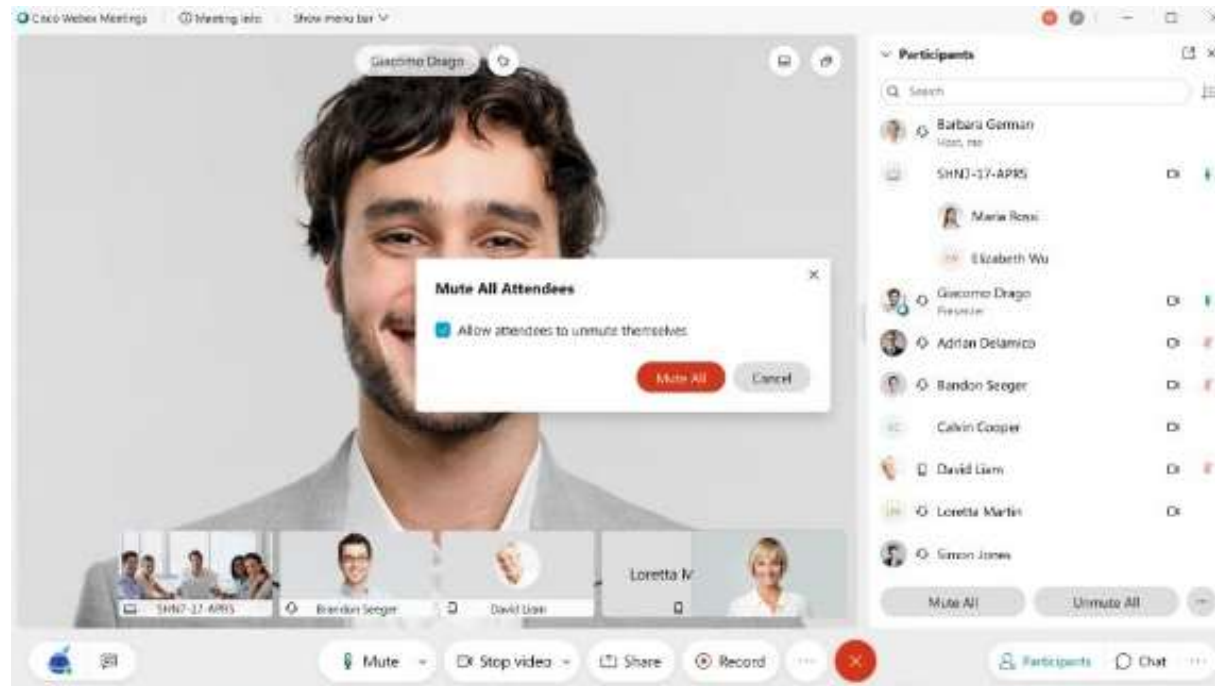 Cisco Webex Meetings
Meeting info
Show menu bar
Giacomo Drago
Participants
Search
Barbara German
Host, me
SHN7-17-APR5
Maria Rossi
Elizabeth Wu
Giacomo Drago
Presenter
Adrian Delamico
Bandon Seeger
Calvin Cooper
David Liam
Loretta Martin
Simon Jones
Mute All Attendees
Allow attendees to unmute themselves
Mute All
Cancel
SHN7-17-APR5
Brandon Seeger
David Liam
Loretta M
Mute All
Unmute All
Mute
Stop video
Share
Record
Participants
Chat